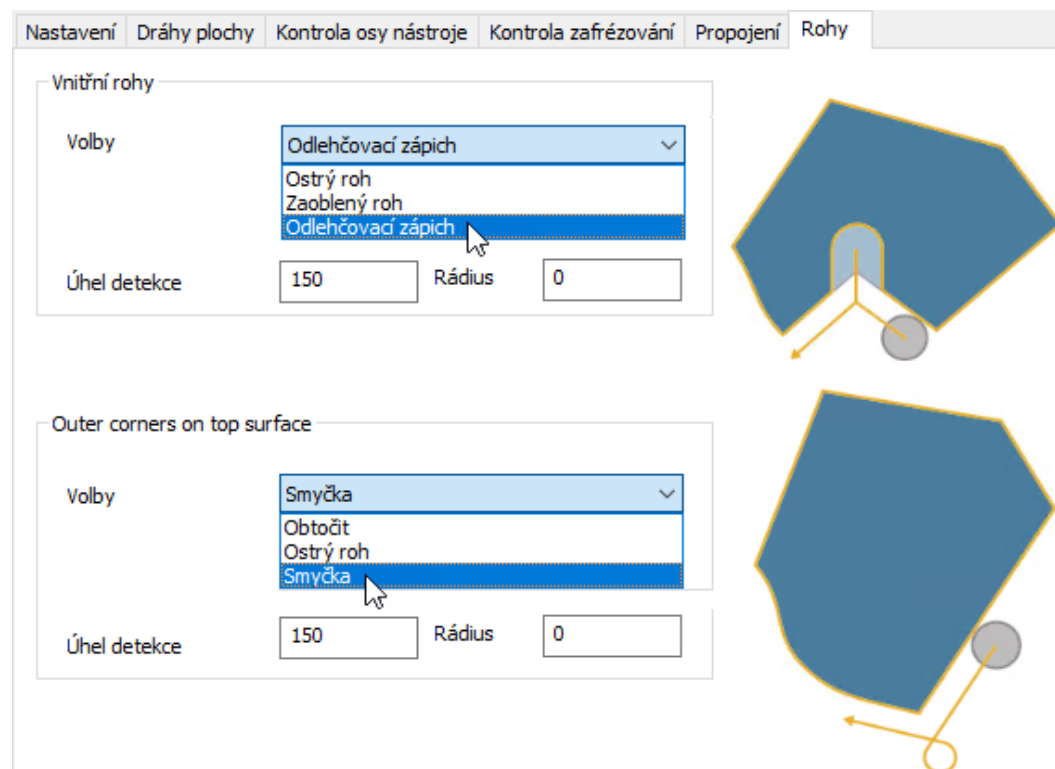 Nastavení Dráhy plochy Kontrola osy nástroje Kontrola zafrézování Propojení Rohy
Vnitřní rohy
Volby Odlehčovací zápich
Ostrý roh
Zaoblený roh
Odlehčovací zápich
Úhel detekce 150 Rádius 0
Outer corners on top surface
Volby Smyčka
Obtočit
Ostrý roh
Smyčka
Úhel detekce 150 Rádius 0